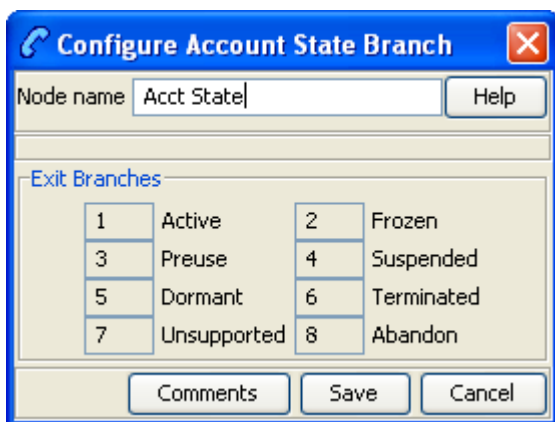 Configure Account State Branch
Node name Acct State Help
Exit Branches
1 Active 2 Frozen
3 Preuse 4 Suspended
5 Dormant 6 Terminated
7 Unsupported 8 Abandon
Comments Save Cancel